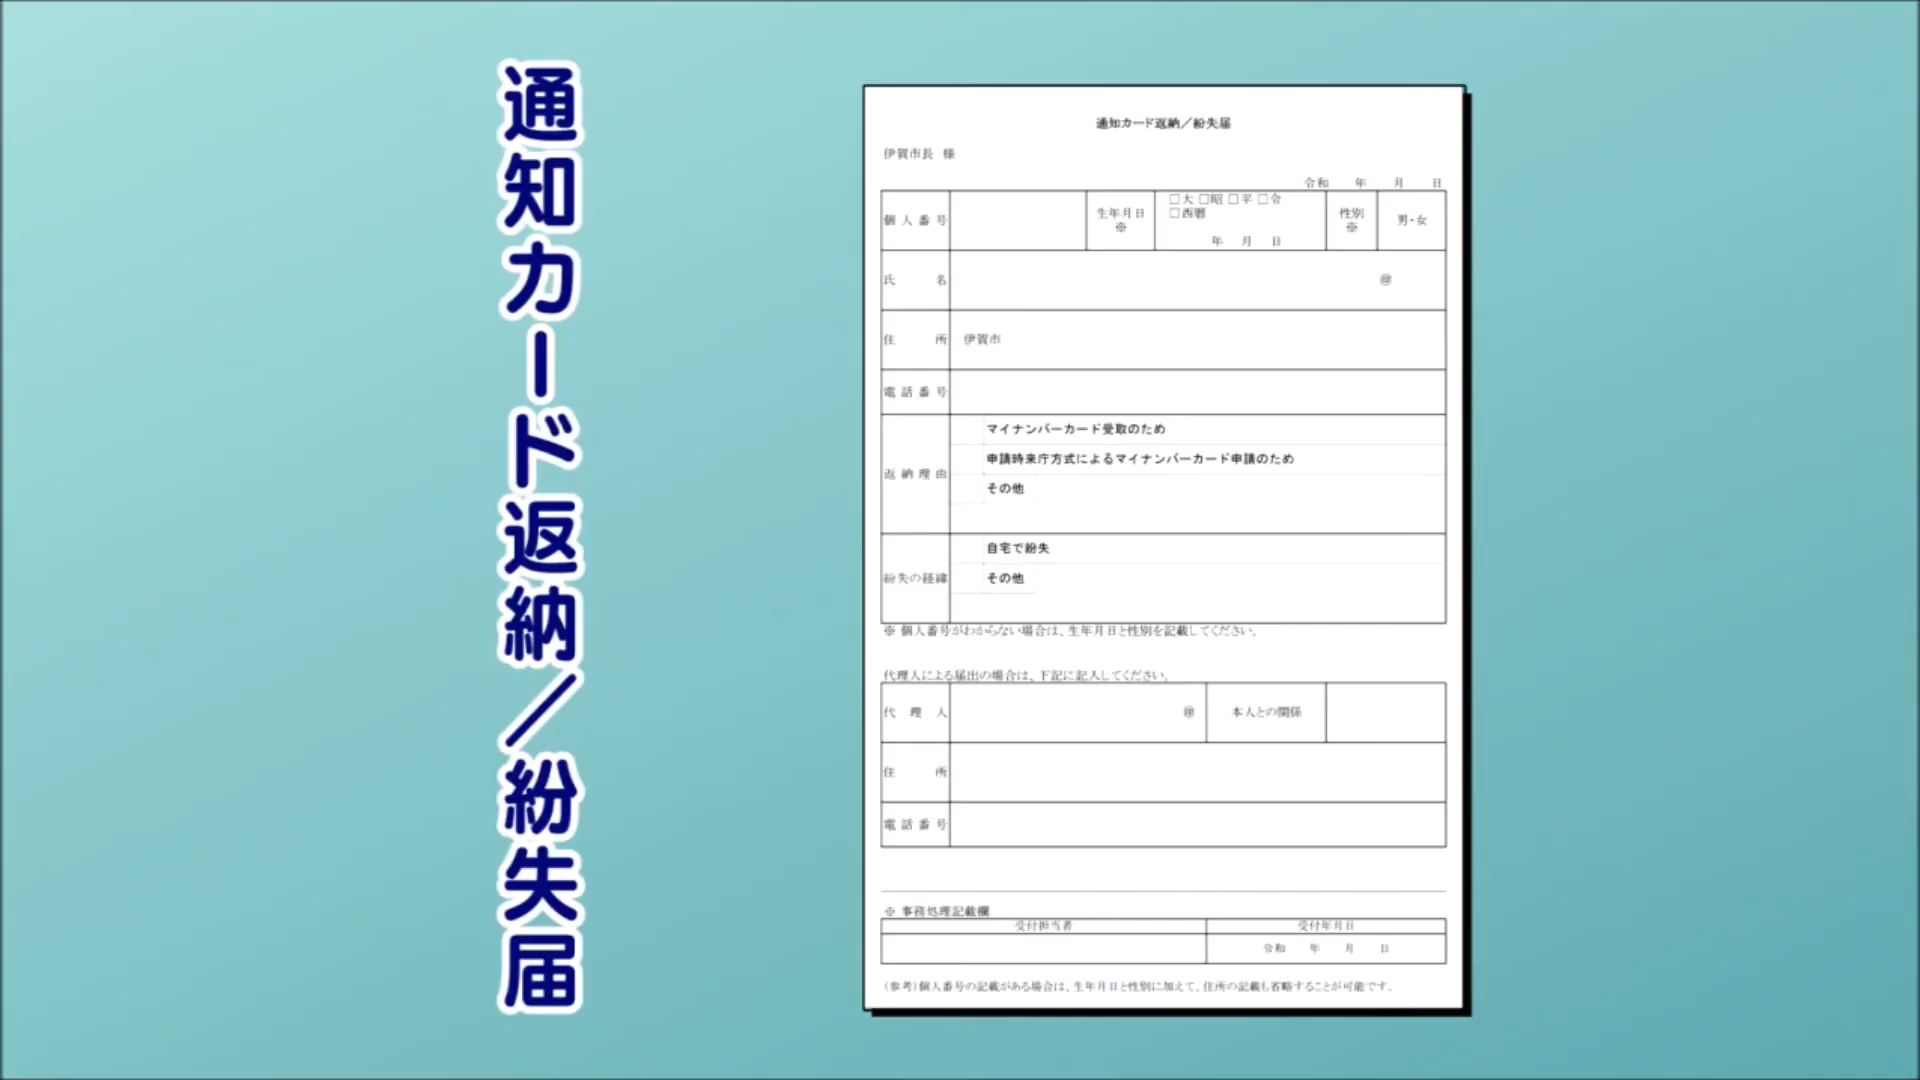 通知カード返納／紛失届
通知カード返納／紛失届
伊賀市長 様
令和 年 月 日
個人番号 生年月日 ※ □大 □昭 □平 □令 □西暦 年 月 日 性別 ※ 男・女
氏名 ㊞
住所 伊賀市
電話番号
返納理由
マイナンバーカード受取のため
申請時来庁方式によるマイナンバーカード申請のため
その他
紛失の経緯
自宅で紛失
その他
※ 個人番号がわからない場合は、生年月日と性別を記載してください。
代理人による届出の場合は、下記に記入してください。
代理人 ㊞ 本人との関係
住所
電話番号
※ 事務処理記載欄
受付担当者 受付年月日
令和 年 月 日
（参考）個人番号の記載がある場合は、生年月日と性別に加えて、住所の記載も省略することが可能です。